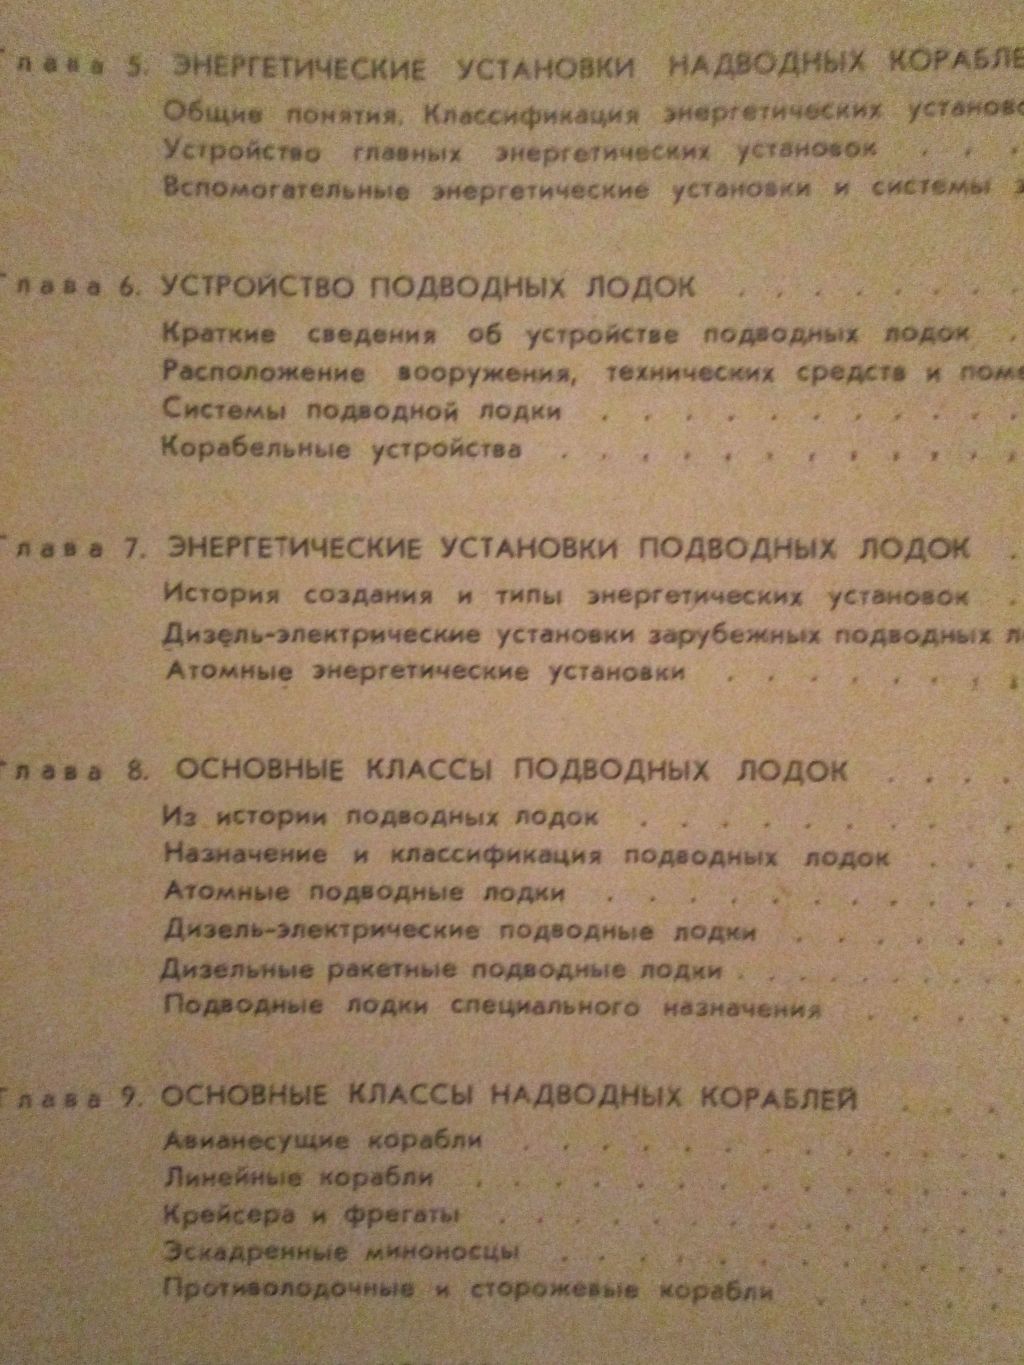 Глава 5. ЭНЕРГЕТИЧЕСКИЕ УСТАНОВКИ НАДВОДНЫХ КОРАБЛЕ
Общие понятия. Классификация энергетических установо
Устройство главных энергетических установок . . .
Вспомогательные энергетические установки и системы
Глава 6. УСТРОЙСТВО ПОДВОДНЫХ ЛОДОК . . . . . . . .
Краткие сведения об устройстве подводных лодок .
Расположение вооружения, технических средств и поме
Системы подводной лодки . . . . . . . . . . .
Корабельные устройства . . . . . . . . . . . .
Глава 7. ЭНЕРГЕТИЧЕСКИЕ УСТАНОВКИ ПОДВОДНЫХ ЛОДОК .
История создания и типы энергетических установок .
Дизель-электрические установки зарубежных подводных л
Атомные энергетические установки . . . . . . . .
Глава 8. ОСНОВНЫЕ КЛАССЫ ПОДВОДНЫХ ЛОДОК . . . .
Из истории подводных лодок . . . . . . . . . .
Назначение и классификация подводных лодок . . .
Атомные подводные лодки . . . . . . . . . . .
Дизель-электрические подводные лодки . . . . . .
Дизельные ракетные подводные лодки . . . . . . . .
Подводные лодки специального назначения . . . .
Глава 9. ОСНОВНЫЕ КЛАССЫ НАДВОДНЫХ КОРАБЛЕЙ . . .
Авианесущие корабли . . . . . . . . . . . . .
Линейные корабли . . . . . . . . . . . . . .
Крейсера и фрегаты . . . . . . . . . . . . . .
Эскадренные миноносцы . . . . . . . . . . . .
Противолодочные и сторожевые корабли . . . . .